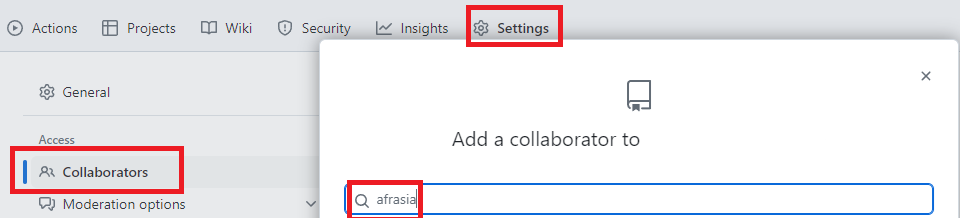 Actions Projects Wiki Security Insights Settings
General
Access
Collaborators
Moderation options
Add a collaborator to
afrasia